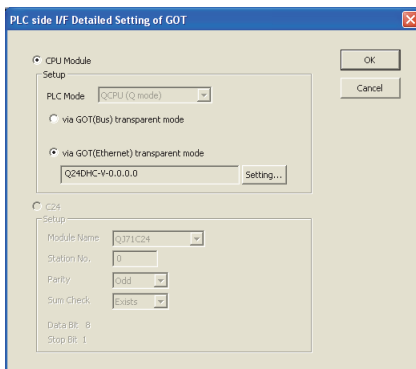 PLC side I/F Detailed Setting of GOT
CPU Module
OK
Setup
Cancel
PLC Mode QCPU (Q mode)
via GOT(Bus) transparent mode
via GOT(Ethernet) transparent mode
Q24DHC-V-0.0.0.0 Setting...
C24
Setup
Module Name QJ71C24
Station No. 0
Parity Odd
Sum Check Exists
Data Bit 8
Stop Bit 1